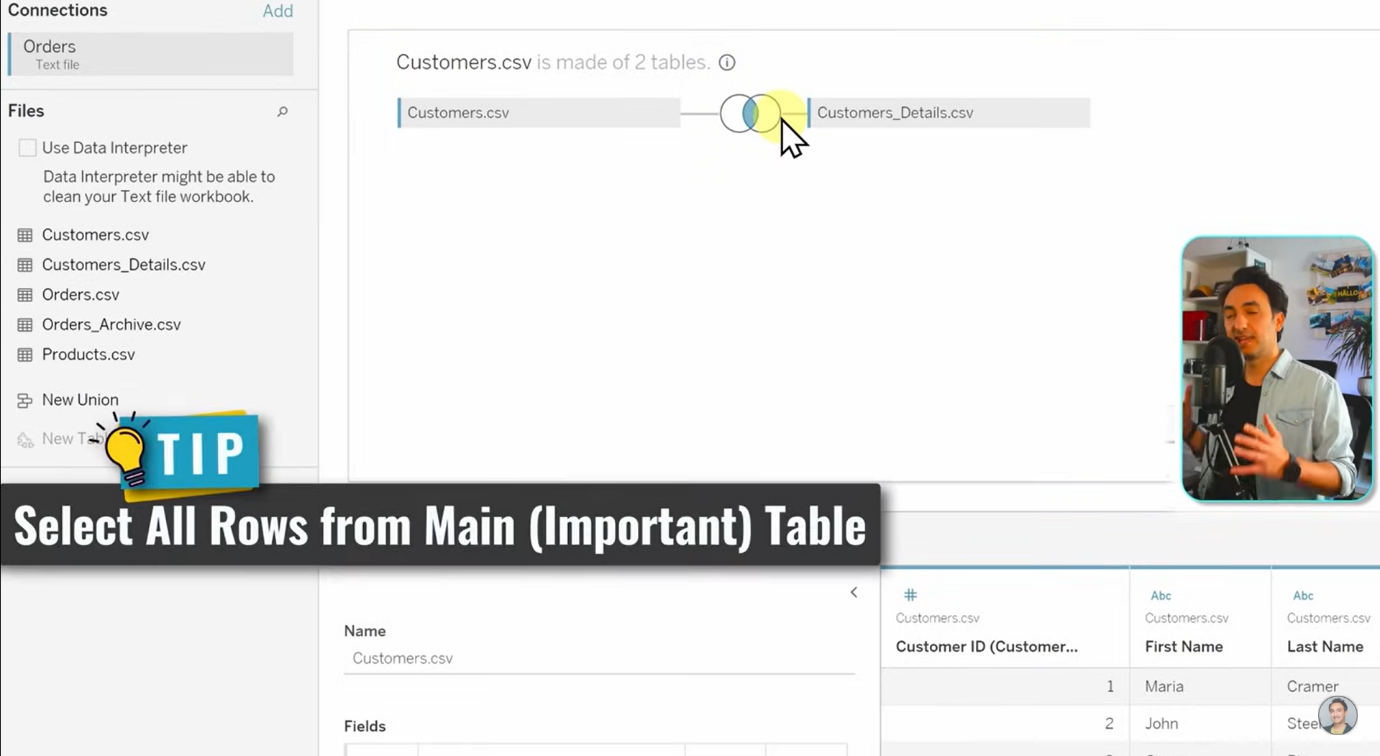 Connections
Add
Orders
Text file
Files
Use Data Interpreter
Data Interpreter might be able to
clean your Text file workbook.
Customers.csv
Customers_Details.csv
Orders.csv
Orders_Archive.csv
Products.csv
New Union
New
TIP
Select All Rows from Main (Important) Table
Customers.csv is made of 2 tables.
Customers.csv
Customers_Details.csv
HALLO
Name
Customers.csv
Fields
#
Abc
Abc
Customers.csv
Customers.csv
Customers.csv
Customer ID (Customer...
First Name
Last Name
1
Maria
Cramer
2
John